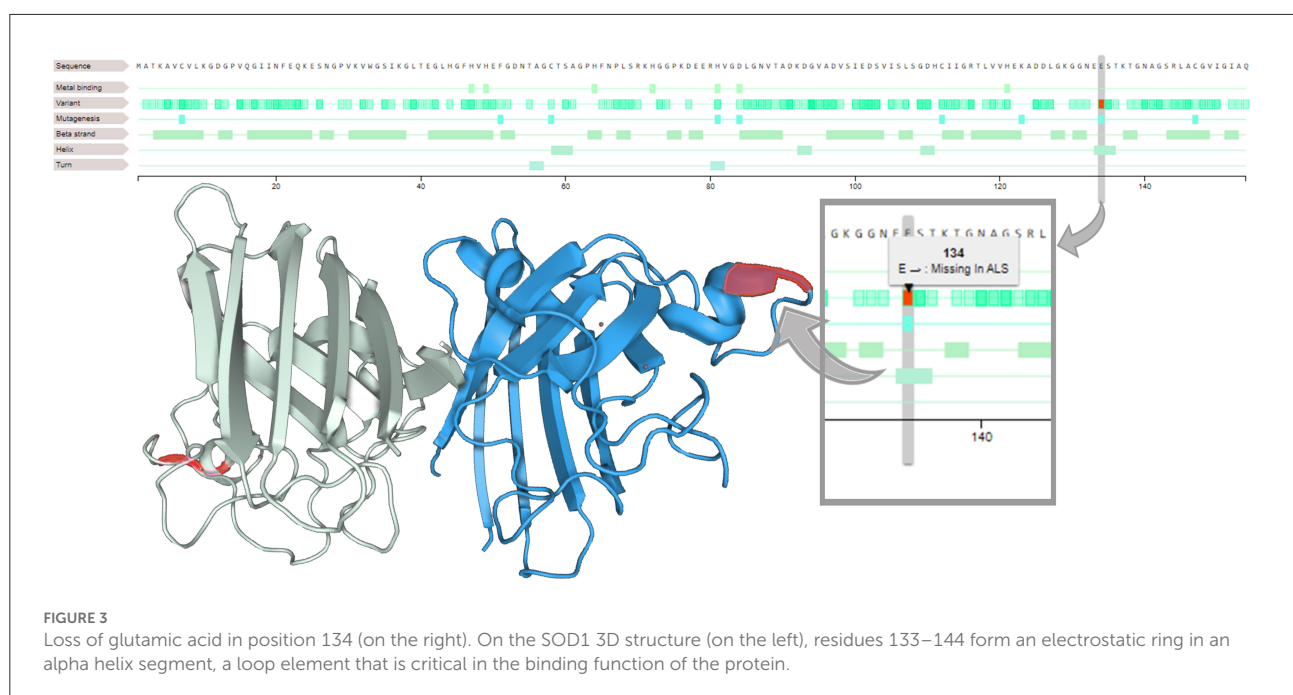 Sequence
MATKAVCVLKGDGPVQGIINFEQKESNGPVKVWGSIKGLTEGLHGFHVHEFGDNTAGCTSAGPHFNPLSRKHGGPKDEERHVGDLGNVTADKDGVADVSIEDSVISLSGDHCIIGRTLVVHEKADDLGKGGNEESTKTGNAGSRLACGVIGIAQ
Metal binding
Variant
Mutagenesis
Beta strand
Helix
Turn
20 40 60 80 100 120 140
GKGGNEESTKTGNAGSRL
134
E → : Missing In ALS
140
FIGURE 3
Loss of glutamic acid in position 134 (on the right). On the SOD1 3D structure (on the left), residues 133–144 form an electrostatic ring in an
alpha helix segment, a loop element that is critical in the binding function of the protein.